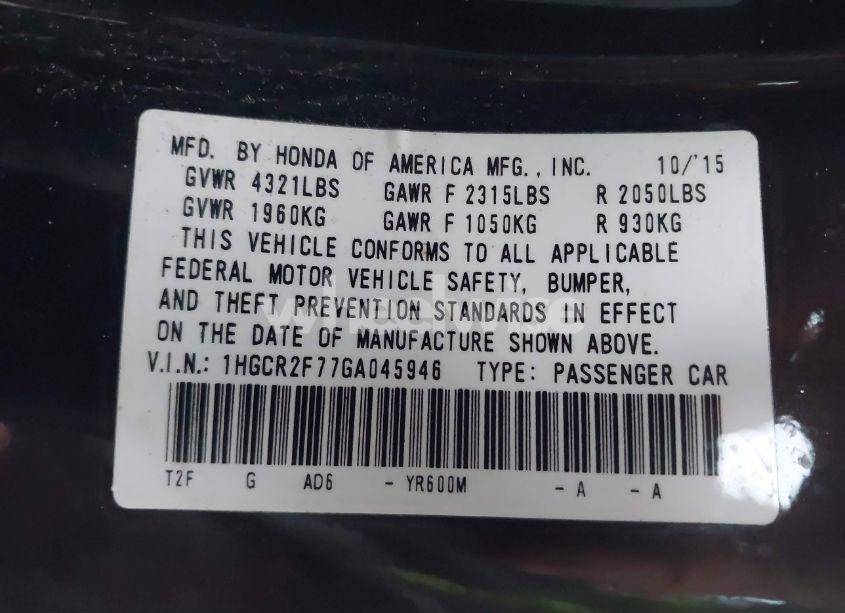 MFD. BY HONDA OF AMERICA MFG., INC. 10/'15
GVWR 4321LBS GAWR F 2315LBS R 2050LBS
GVWR 1960KG GAWR F 1050KG R 930KG
THIS VEHICLE CONFORMS TO ALL APPLICABLE
FEDERAL MOTOR VEHICLE SAFETY, BUMPER,
AND THEFT PREVENTION STANDARDS IN EFFECT
ON THE DATE OF MANUFACTURE SHOWN ABOVE.
V.I.N.: 1HGCR2F77GA045946 TYPE: PASSENGER CAR
T2F G AD6 - YR600M - A - A